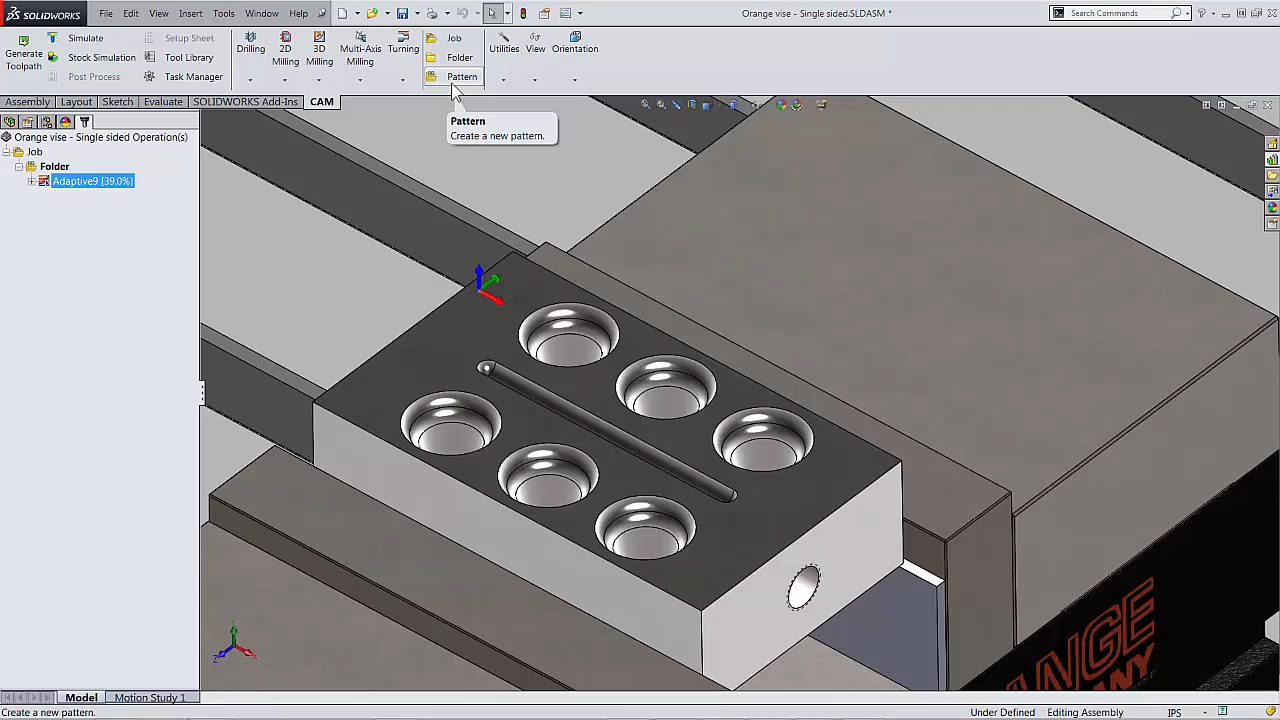 SOLIDWORKS File Edit View Insert Tools Window Help Orange vise - Single sided.SLDASM * Search Commands
Generate Toolpath
Simulate Setup Sheet
Stock Simulation Tool Library
Post Process Task Manager
Drilling 2D Milling 3D Milling Multi-Axis Milling Turning
Job
Folder
Pattern
Utilities View Orientation
Assembly Layout Sketch Evaluate SOLIDWORKS Add-Ins CAM
Pattern
Create a new pattern.
Orange vise - Single sided Operation(s)
Job
Folder
Adaptive9 [39.0%]
ANGE
ANY
Model Motion Study 1
Create a new pattern. Under Defined Editing Assembly IPS